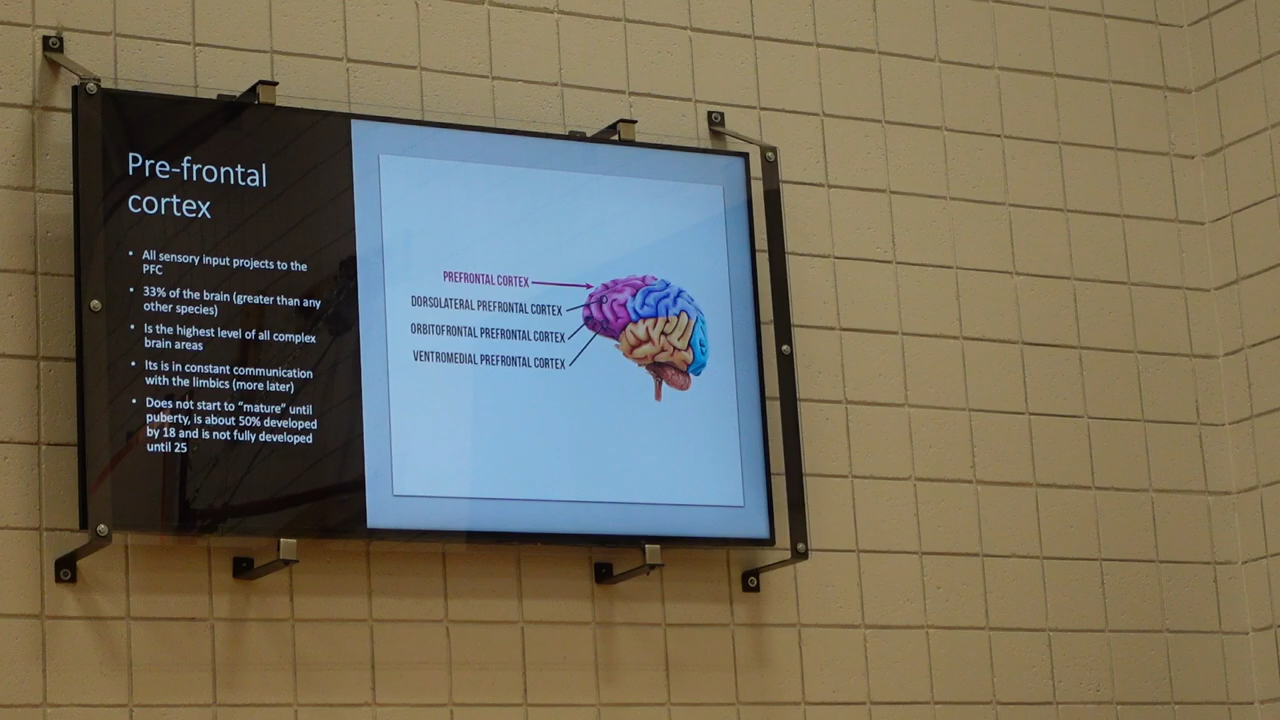 Pre-frontal
cortex
• All sensory input projects to the
PFC
• 33% of the brain (greater than any
other species)
• Is the highest level of all complex
brain areas
• Its is in constant communication
with the limbics (more later)
• Does not start to “mature” until
puberty, is about 50% developed
by 18 and is not fully developed
until 25
PREFRONTAL CORTEX
DORSOLATERAL PREFRONTAL CORTEX
ORBITOFRONTAL PREFRONTAL CORTEX
VENTROMEDIAL PREFRONTAL CORTEX